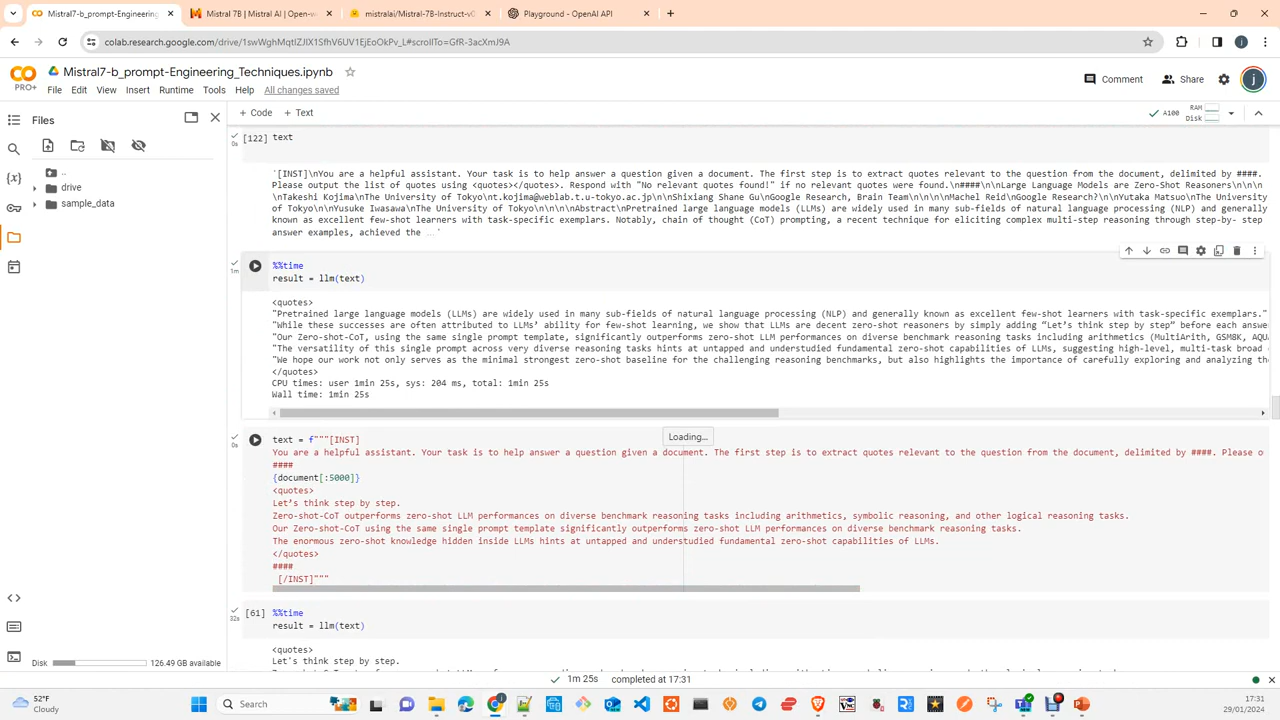 Mistral7-b_prompt-Engineering_
Mistral 7B | Mistral AI | Open-w
mistralai/Mistral-7B-Instruct-v0
Playground - OpenAI API
colab.research.google.com/drive/1swWghMqtlZJlX1SfhV6UV1EjEoOkPv_L#scrollTo=GfR-3acXmJ9A
Mistral7-b_prompt-Engineering_Techniques.ipynb
PRO+
File Edit View Insert Runtime Tools Help All changes saved
Comment
Share
j
Files
+ Code + Text
A100
RAM
Disk
..
drive
sample_data
[122] text
0s
'[INST]\nYou are a helpful assistant. Your task is to help answer a question given a document. The first step is to extract quotes relevant to the question from the document, delimited by ####.
Please output the list of quotes using <quotes></quotes>. Respond with "No relevant quotes found!" if no relevant quotes were found.\n####\n\nLarge Language Models are Zero-Shot Reasoners\n\n\n
\nTakeshi Kojima\nThe University of Tokyo\nt.kojima@weblab.t.u-tokyo.ac.jp\n\nShixiang Shane Gu\nGoogle Research, Brain Team\n\n\n\nMachel Reid\nGoogle Research?\n\nYutaka Matsuo\nThe University
of Tokyo\n\nYusuke Iwasawa\nThe University of Tokyo\n\n\n\n\nAbstract\nPretrained large language models (LLMs) are widely used in many sub-fields of natural language processing (NLP) and generally
known as excellent few-shot learners with task-specific exemplars. Notably, chain of thought (CoT) prompting, a recent technique for eliciting complex multi-step reasoning through step-by- step
answer examples, achieved the ... '
1m
%%time
result = llm(text)
<quotes>
"Pretrained large language models (LLMs) are widely used in many sub-fields of natural language processing (NLP) and generally known as excellent few-shot learners with task-specific exemplars."
"While these successes are often attributed to LLMs’ ability for few-shot learning, we show that LLMs are decent zero-shot reasoners by simply adding “Let’s think step by step” before each answ
"Our Zero-shot-CoT, using the same single prompt template, significantly outperforms zero-shot LLM performances on diverse benchmark reasoning tasks including arithmetics (MultiArith, GSM8K, AQUA
"The versatility of this single prompt across very diverse reasoning tasks hints at untapped and understudied fundamental zero-shot capabilities of LLMs, suggesting high-level, multi-task broad
"We hope our work not only serves as the minimal strongest zero-shot baseline for the challenging reasoning benchmarks, but also highlights the importance of carefully exploring and analyzing the
</quotes>
CPU times: user 1min 25s, sys: 204 ms, total: 1min 25s
Wall time: 1min 25s
Loading...
0s
text = f"""[INST]
You are a helpful assistant. Your task is to help answer a question given a document. The first step is to extract quotes relevant to the question from the document, delimited by ####. Please o
####
{document[:5000]}
<quotes>
Let’s think step by step.
Zero-shot-CoT outperforms zero-shot LLM performances on diverse benchmark reasoning tasks including arithmetics, symbolic reasoning, and other logical reasoning tasks.
Our Zero-shot-CoT using the same single prompt template significantly outperforms zero-shot LLM performances on diverse benchmark reasoning tasks.
The enormous zero-shot knowledge hidden inside LLMs hints at untapped and understudied fundamental zero-shot capabilities of LLMs.
</quotes>
####
[/INST]"""
[61] %%time
32s
result = llm(text)
<quotes>
Let's think step by step.
Disk 126.49 GB available
1m 25s completed at 17:31
52°F
Cloudy
Search
17:31
29/01/2024